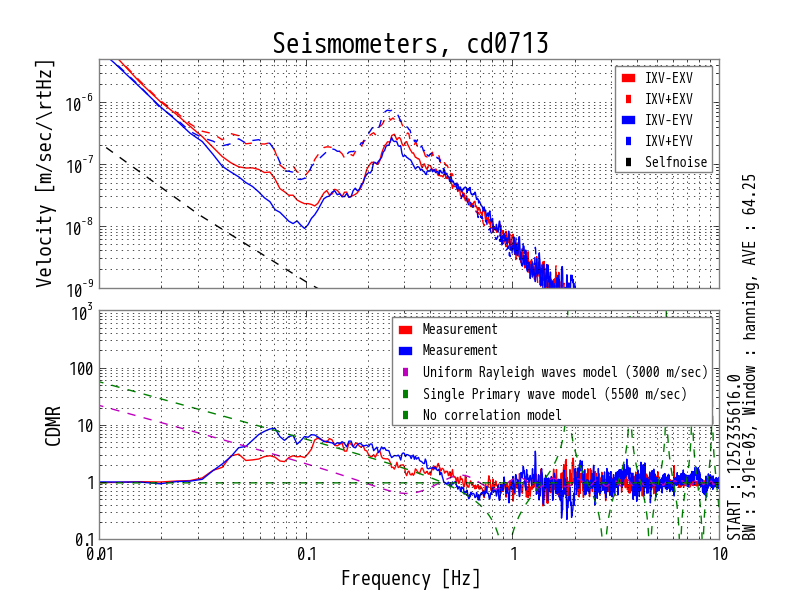 Seismometers, cd0713
Velocity [m/sec/\rtHz]
10-6
10-7
10-8
10-9
IXV-EXV
IXV+EXV
IXV-EYV
IXV+EYV
Selfnoise
CDMR
103
100
10
1
0.1
Measurement
Measurement
Uniform Rayleigh waves model (3000 m/sec)
Single Primary wave model (5500 m/sec)
No correlation model
0.01
0.1
1
10
Frequency [Hz]
START : 1252335616.0
BW : 3.91e-03, Window : hanning, AVE : 64.25